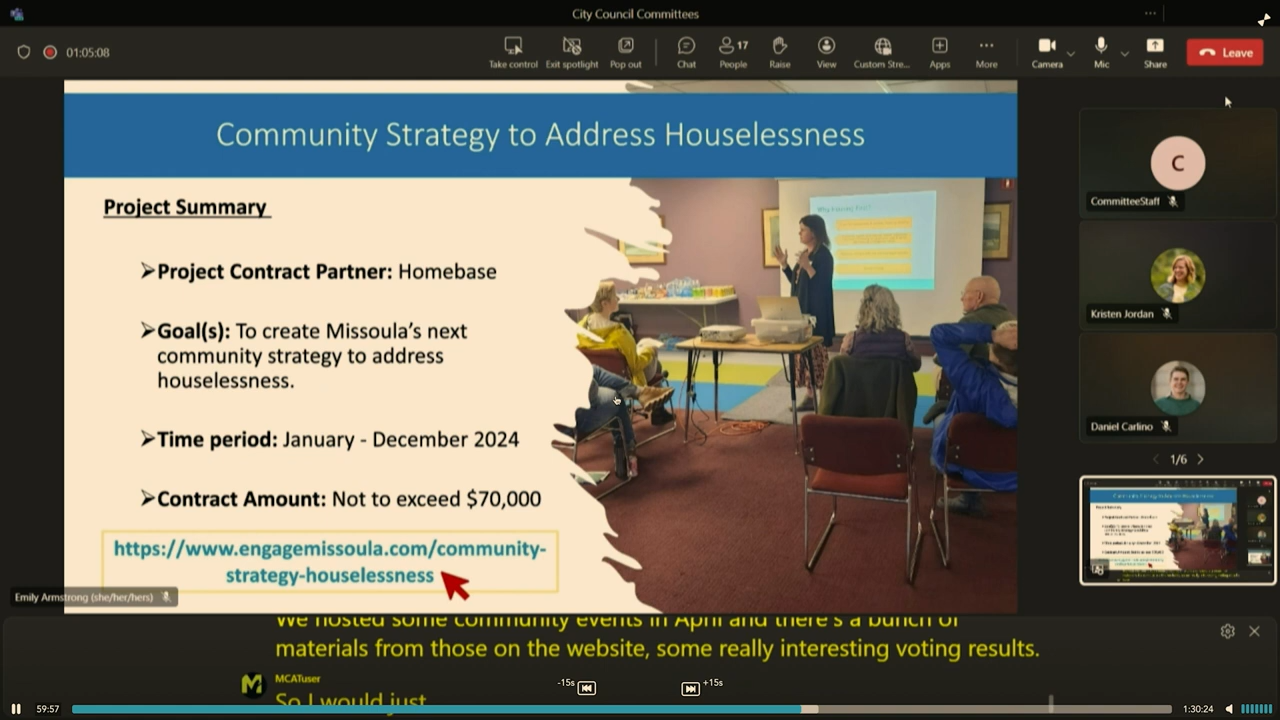 City Council Committees
01:05:08
Take control
Exit spotlight
Pop out
Chat
17
People
Raise
View
Custom Stre...
Apps
More
Camera
Mic
Share
Leave
Community Strategy to Address Houselessness
Project Summary
➢Project Contract Partner: Homebase
➢Goal(s): To create Missoula's next
community strategy to address
houselessness.
➢Time period: January - December 2024
➢Contract Amount: Not to exceed $70,000
https://www.engagemissoula.com/community-
strategy-houselessness
Emily Armstrong (she/her/hers)
C
CommitteeStaff
Kristen Jordan
Daniel Carlino
1/6
We hosted some community events in April and there's a bunch of
materials from those on the website, some really interesting voting results.
MCATuser
So I would just
-15s
+15s
59:57
1:30:24